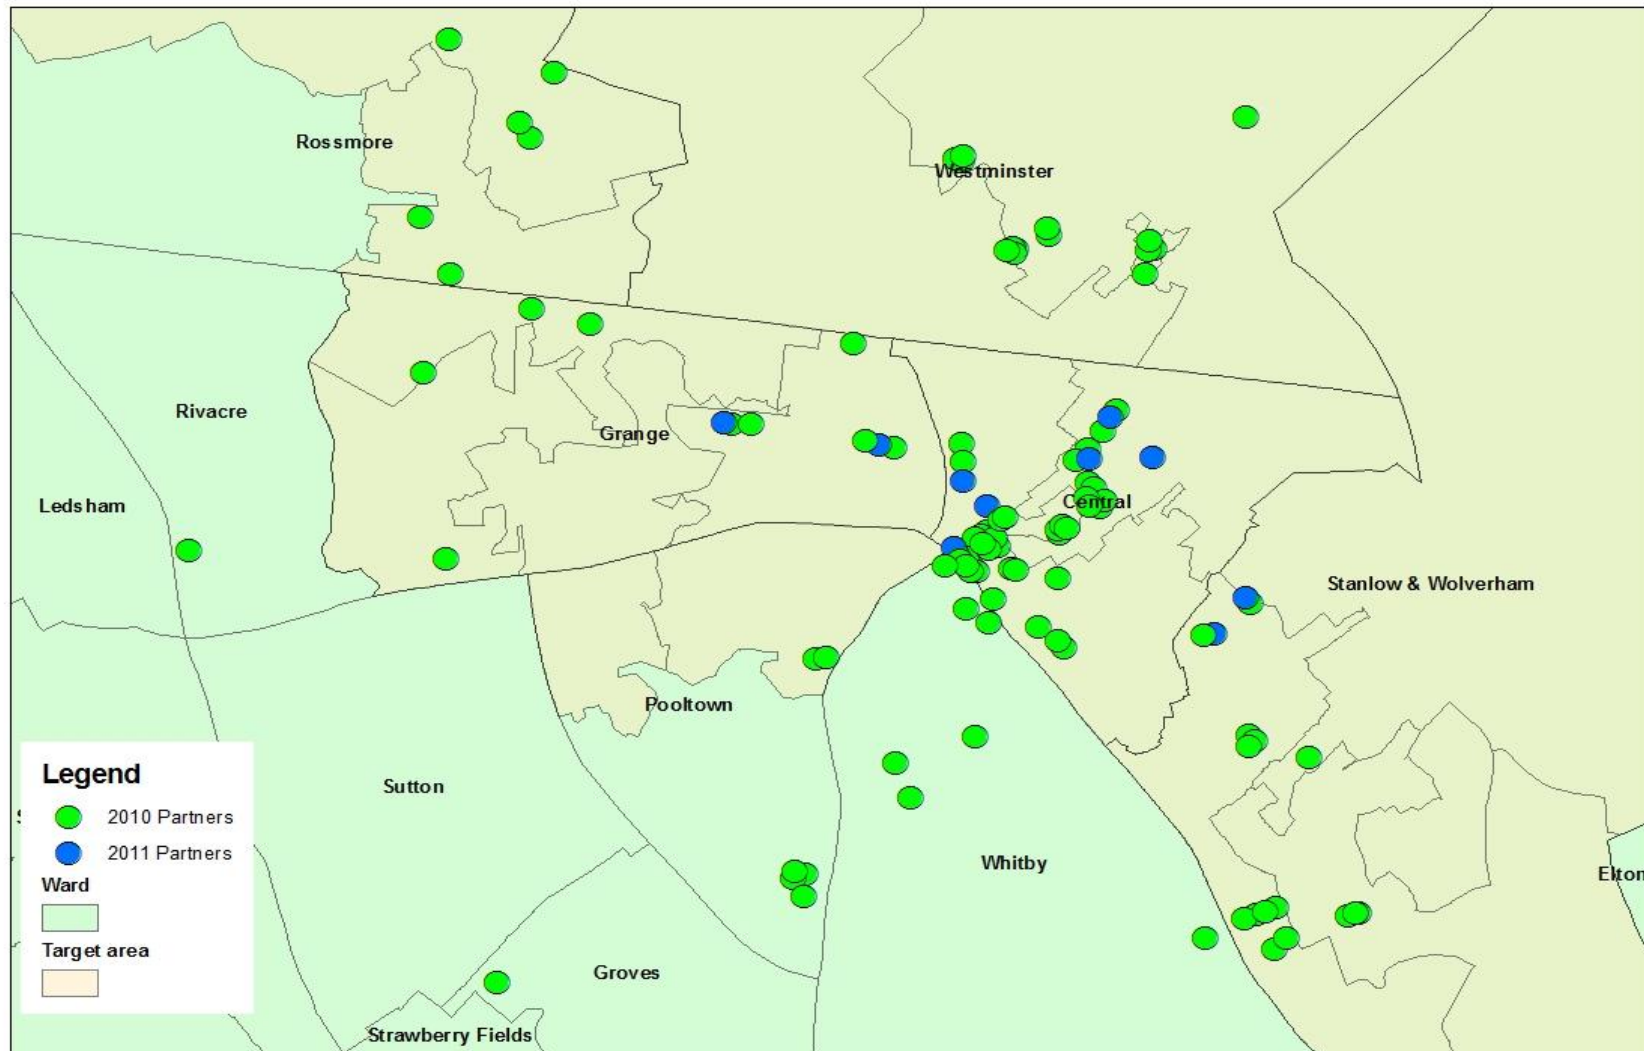 Rossmore
Westminster
Rivacre
Grange
Ledsham
Central
Stanlow & Wolverham
Pooltown
Legend
2010 Partners
2011 Partners
Ward
Target area
Sutton
Whitby
Elton
Groves
Strawberry Fields